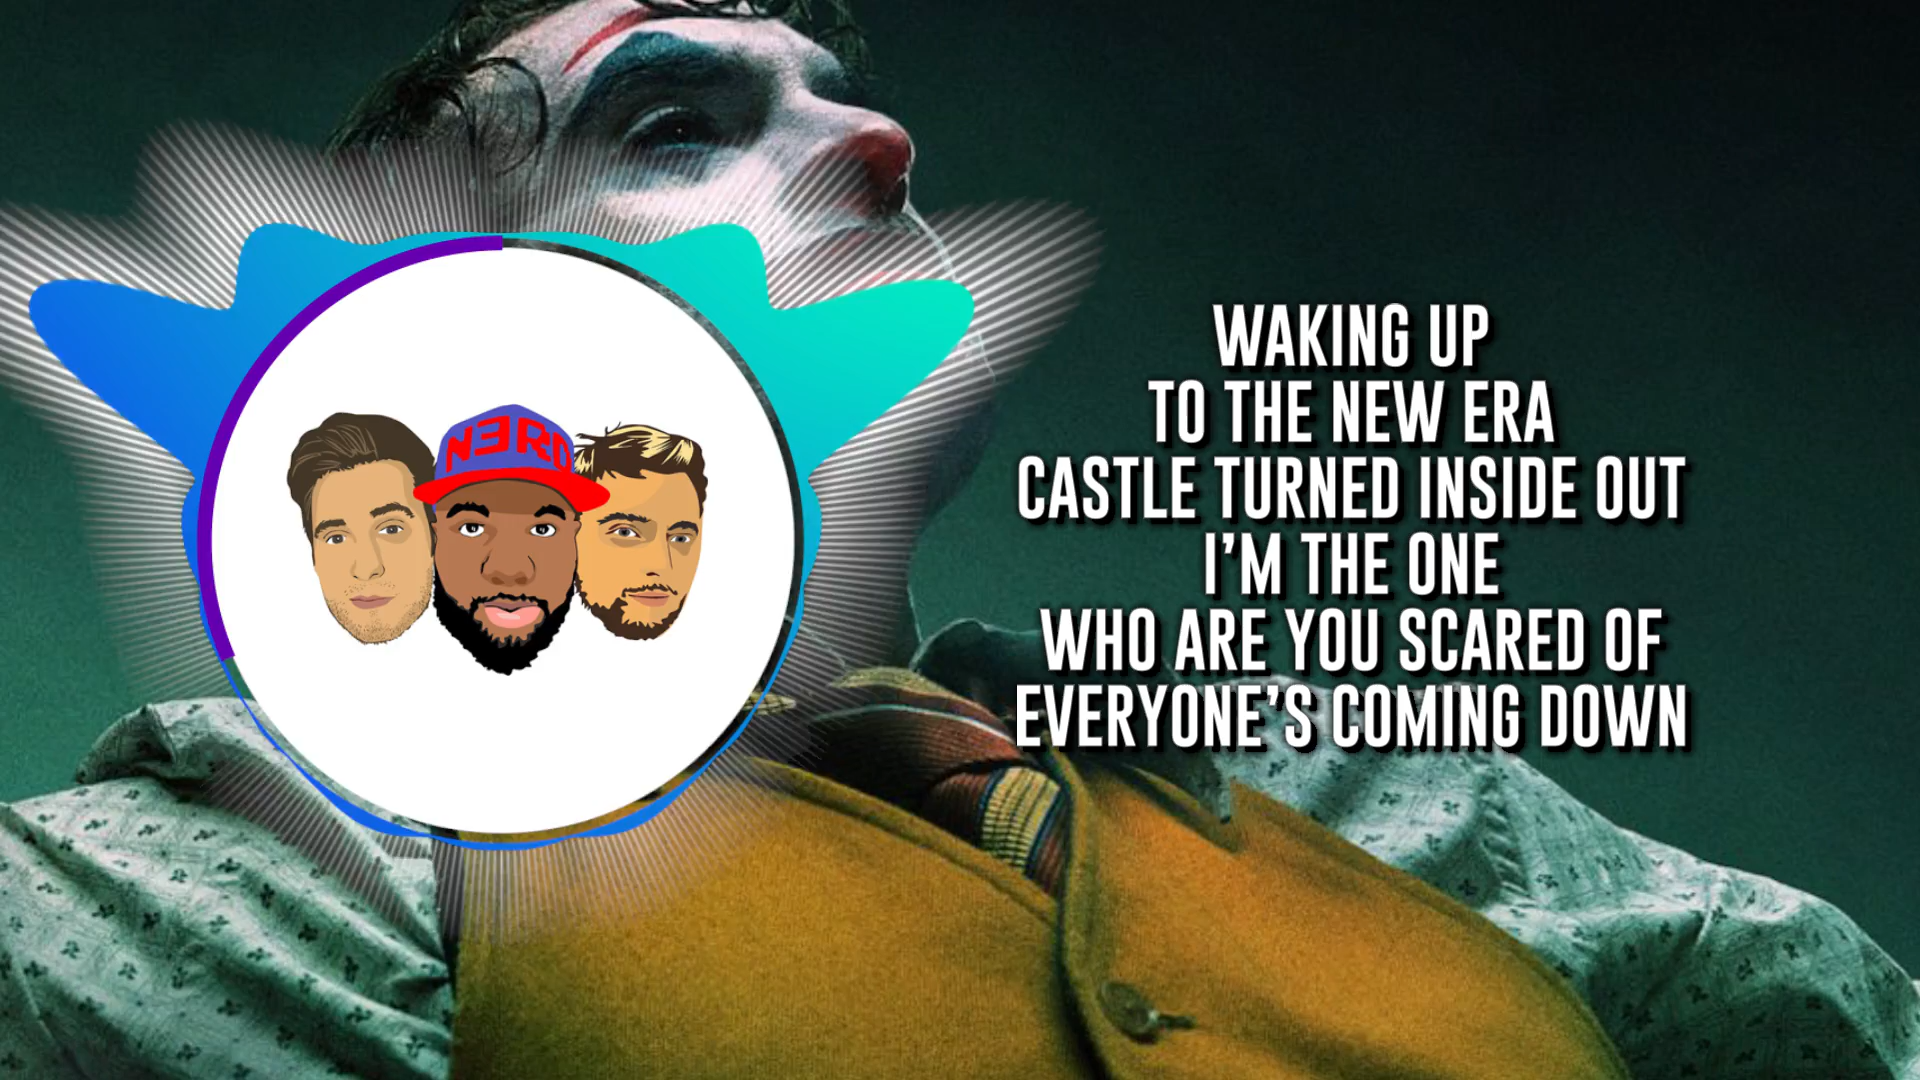 N3RD
WAKING UP
TO THE NEW ERA
CASTLE TURNED INSIDE OUT
I'M THE ONE
WHO ARE YOU SCARED OF
EVERYONE'S COMING DOWN